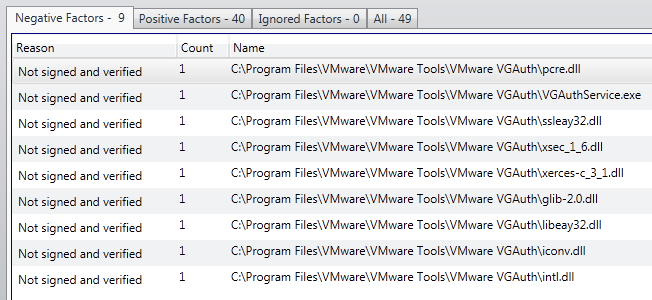 Negative Factors - 9 Positive Factors - 40 Ignored Factors - 0 All - 49
Reason Count Name
Not signed and verified 1 C:\Program Files\VMware\VMware Tools\VMware VGAuth\pcre.dll
Not signed and verified 1 C:\Program Files\VMware\VMware Tools\VMware VGAuth\VGAuthService.exe
Not signed and verified 1 C:\Program Files\VMware\VMware Tools\VMware VGAuth\ssleay32.dll
Not signed and verified 1 C:\Program Files\VMware\VMware Tools\VMware VGAuth\xsec_1_6.dll
Not signed and verified 1 C:\Program Files\VMware\VMware Tools\VMware VGAuth\xerces-c_3_1.dll
Not signed and verified 1 C:\Program Files\VMware\VMware Tools\VMware VGAuth\glib-2.0.dll
Not signed and verified 1 C:\Program Files\VMware\VMware Tools\VMware VGAuth\libeay32.dll
Not signed and verified 1 C:\Program Files\VMware\VMware Tools\VMware VGAuth\iconv.dll
Not signed and verified 1 C:\Program Files\VMware\VMware Tools\VMware VGAuth\intl.dll